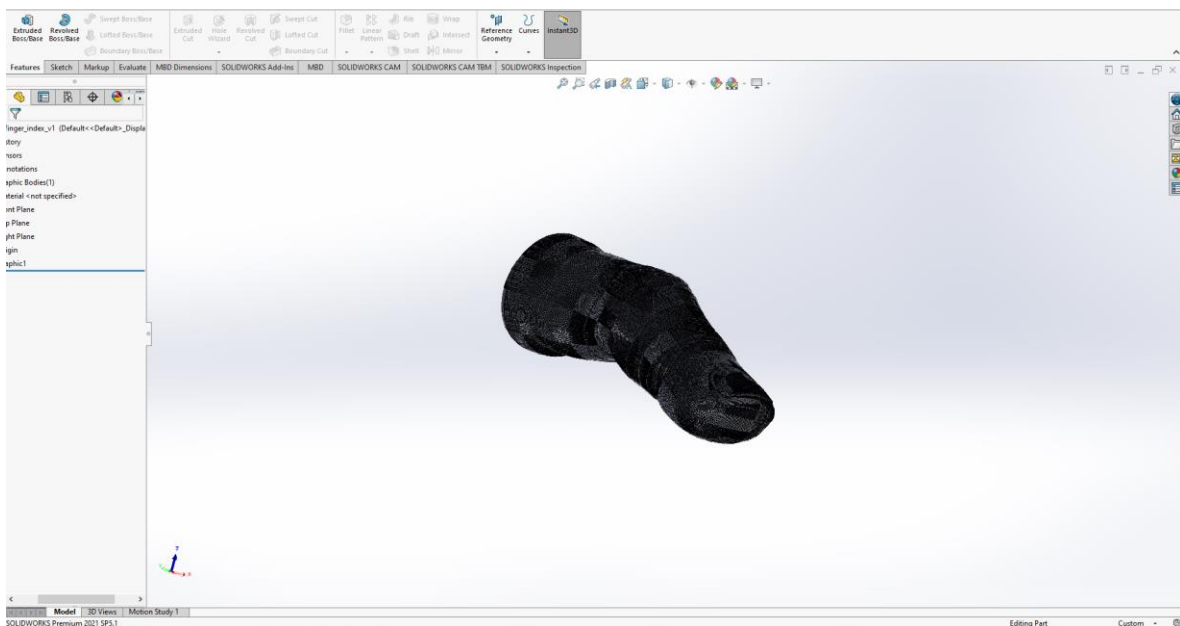 Extruded Boss/Base
Revolved Boss/Base
Swept Boss/Base
Lofted Boss/Base
Boundary Boss/Base
Extruded Cut
Hole Wizard
Revolved Cut
Swept Cut
Lofted Cut
Boundary Cut
Fillet
Linear Pattern
Rib
Draft
Shell
Wrap
Intersect
Mirror
Reference Geometry
Curves
Instant3D
Features Sketch Markup Evaluate MBD Dimensions SOLIDWORKS Add-Ins MBD SOLIDWORKS CAM SOLIDWORKS CAM TBM SOLIDWORKS Inspection
finger_index_v1 (Default<<Default>_Displa
story
nsors
nnotations
aphic Bodies(1)
aterial <not specified>
ont Plane
p Plane
ght Plane
igin
aphic1
Model 3D Views Motion Study 1
SOLIDWORKS Premium 2021 SP5.1
Editing Part
Custom